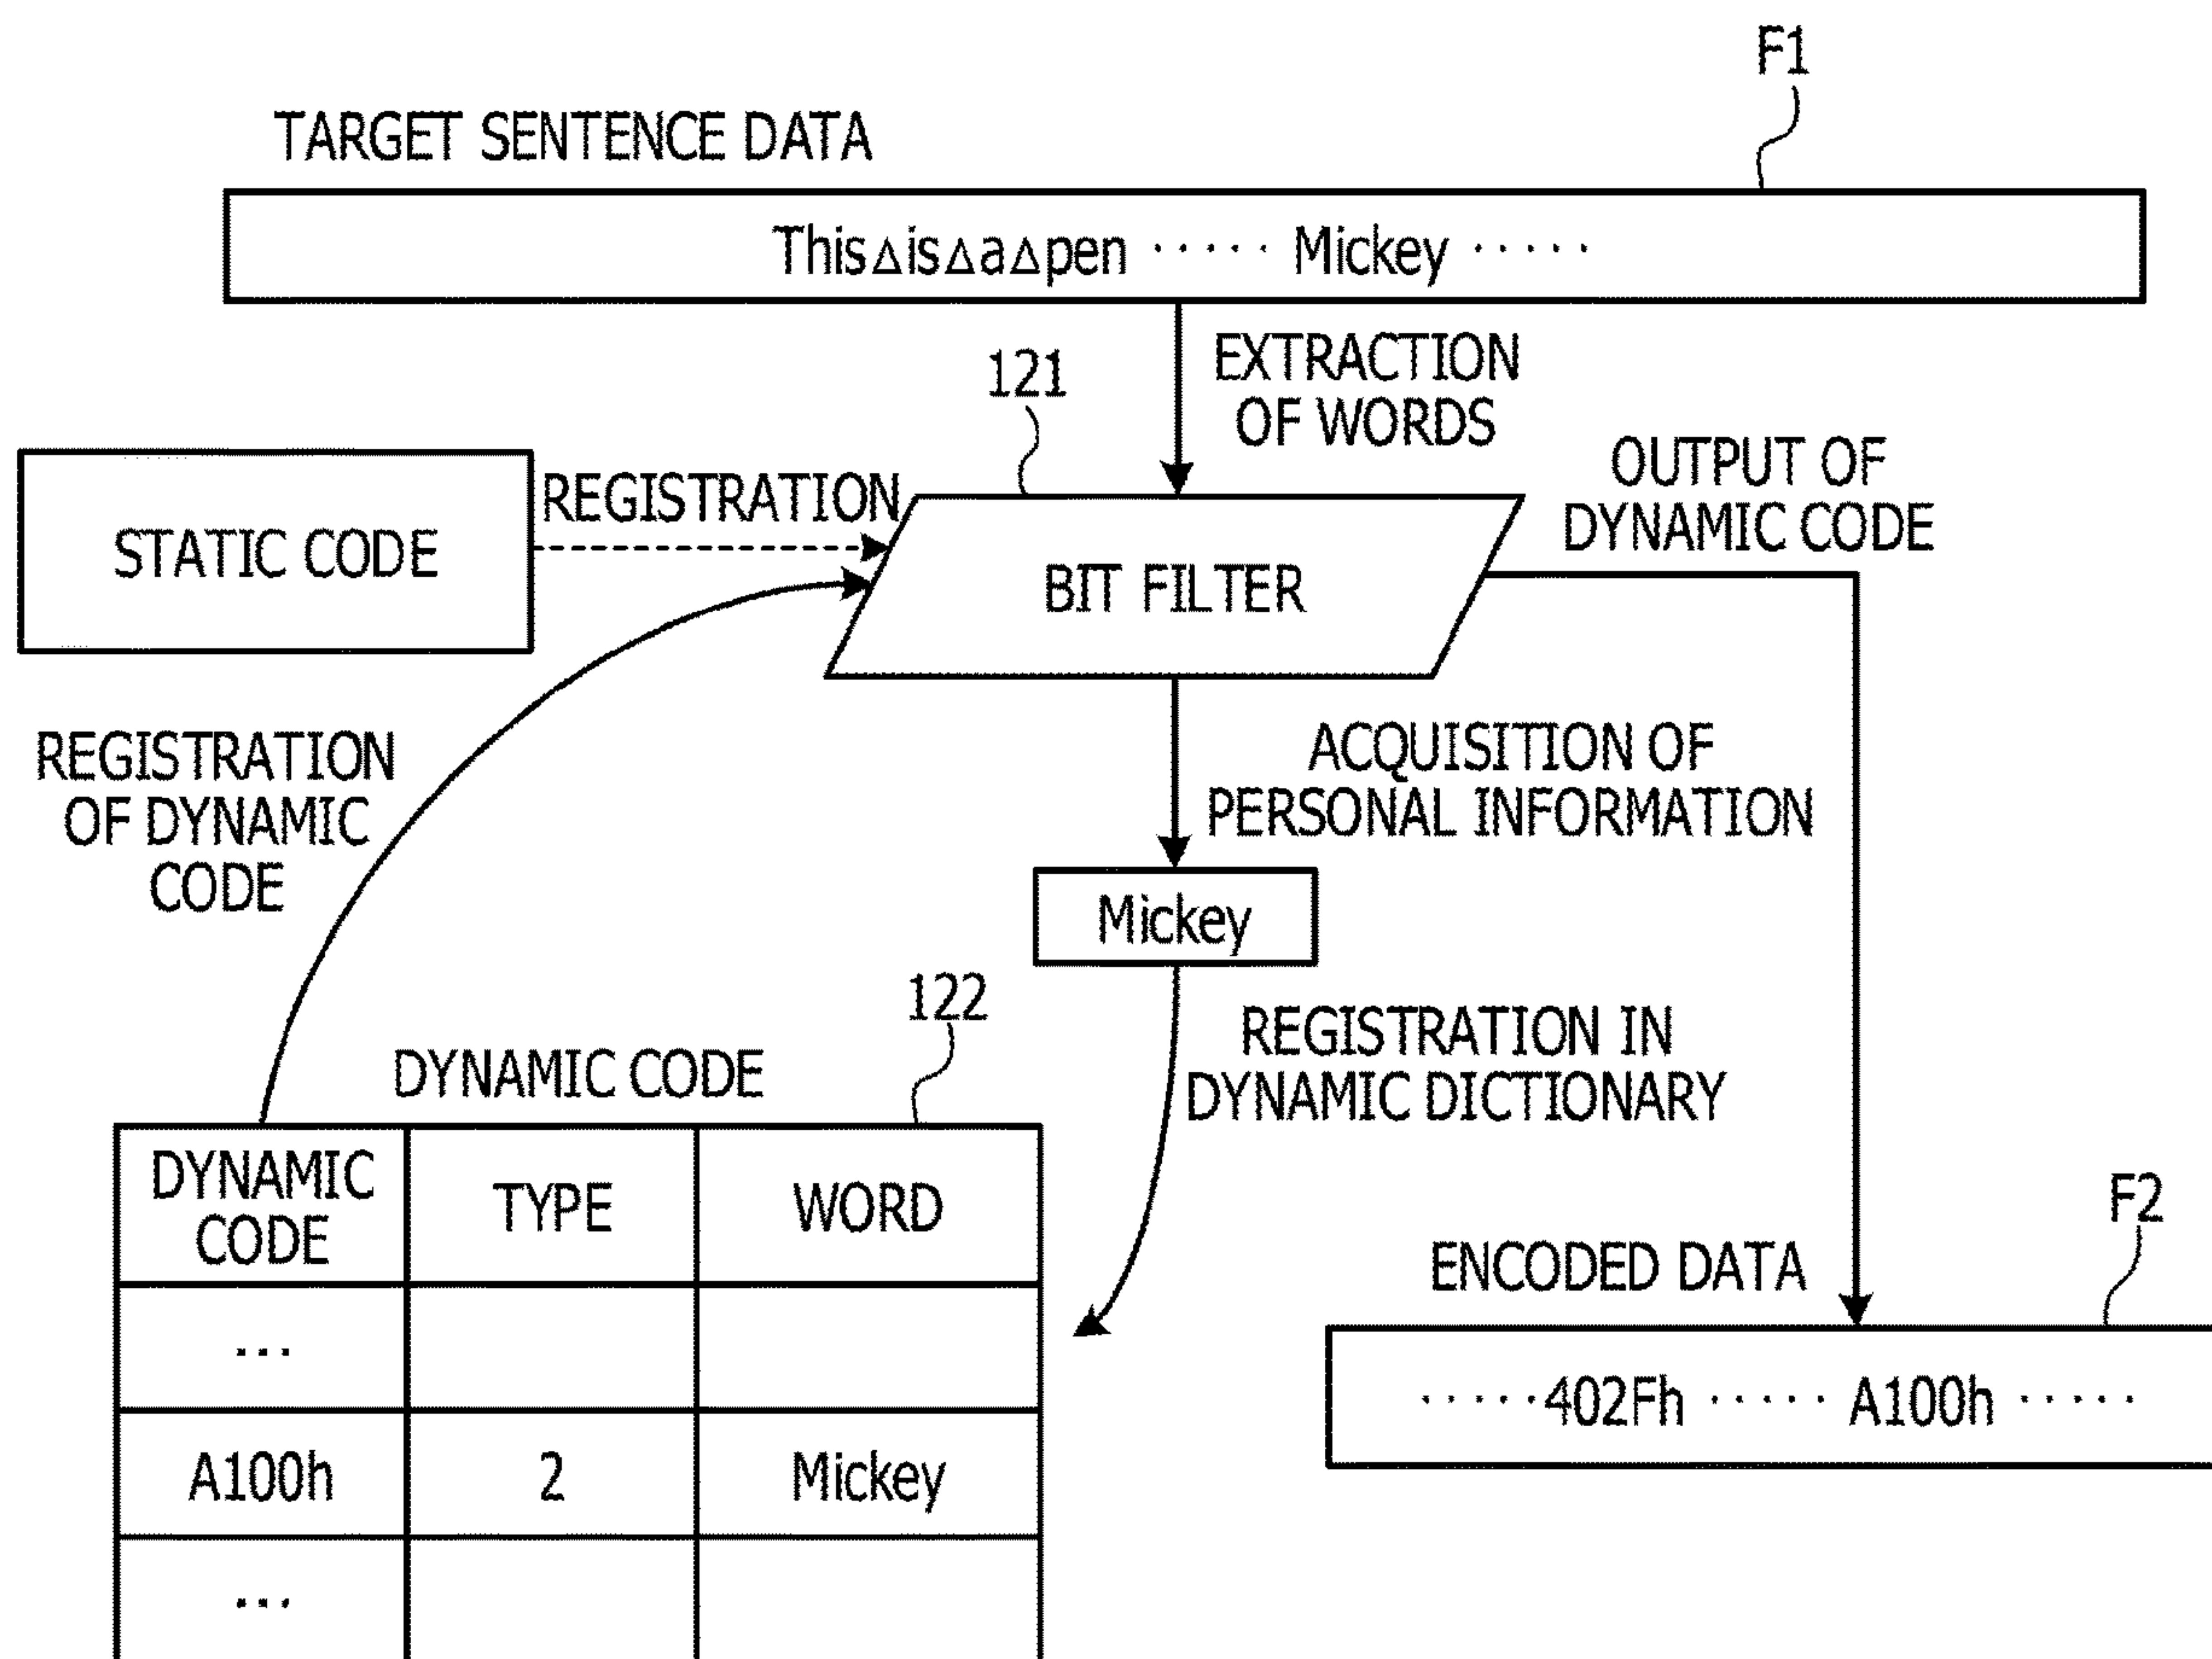 F1
TARGET SENTENCE DATA
This△is△a△pen ····· Mickey ·····
121
EXTRACTION
OF WORDS
OUTPUT OF
DYNAMIC CODE
STATIC CODE
REGISTRATION
BIT FILTER
REGISTRATION
OF DYNAMIC
CODE
ACQUISITION OF
PERSONAL INFORMATION
Mickey
122
REGISTRATION IN
DYNAMIC DICTIONARY
DYNAMIC CODE
DYNAMIC
CODE
TYPE
WORD
...
A100h
2
Mickey
...
F2
ENCODED DATA
·····402Fh ····· A100h ·····